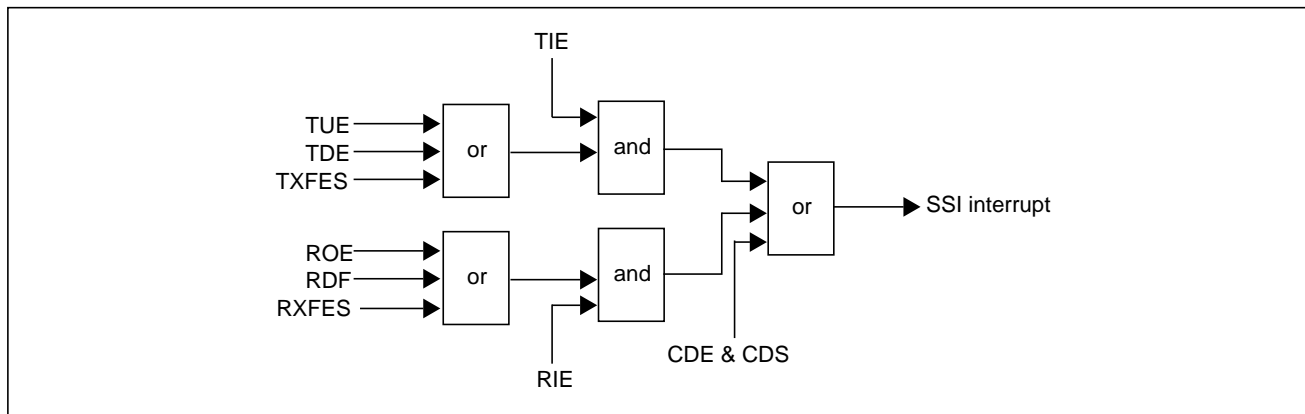 TIE
TUE
TDE
TXFES
or
and
or
SSI interrupt
ROE
RDF
RXFES
or
and
RIE
CDE & CDS